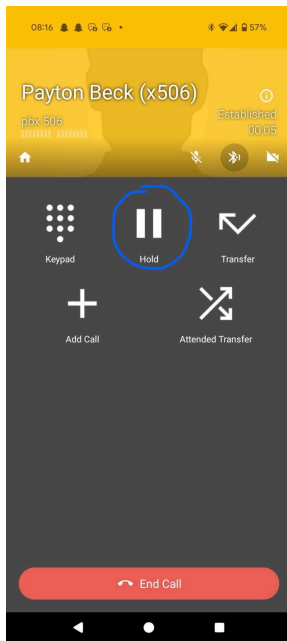 08:16
57%
Payton Beck (x506)
pbx 506
Established
00:05
Keypad
Hold
Transfer
Add Call
Attended Transfer
End Call